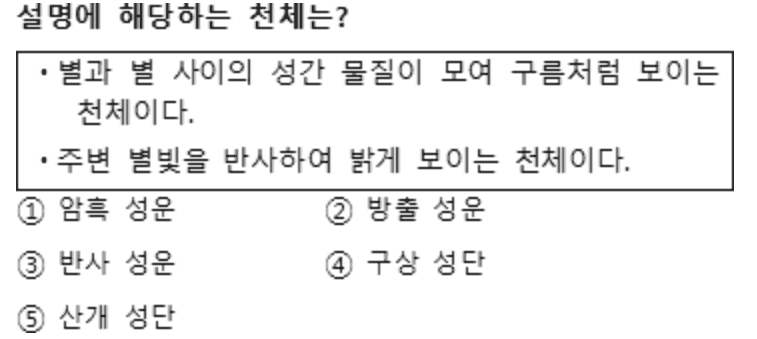 설명에 해당하는 천체는?
• 별과 별 사이의 성간 물질이 모여 구름처럼 보이는
천체이다.
• 주변 별빛을 반사하여 밝게 보이는 천체이다.
① 암흑 성운 ② 방출 성운
③ 반사 성운 ④ 구상 성단
⑤ 산개 성단